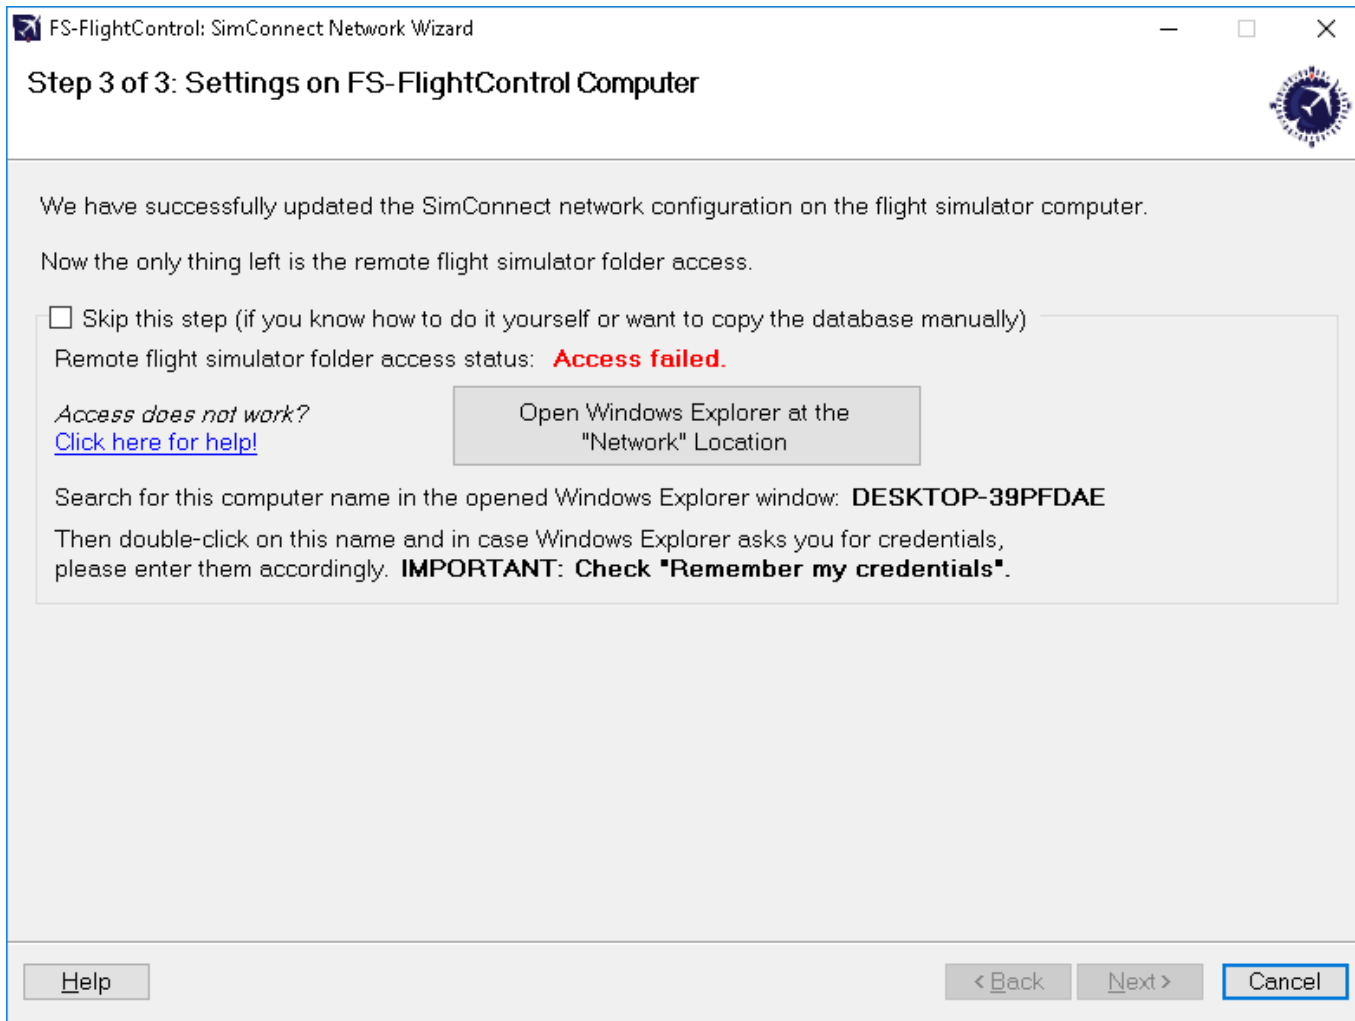 FS-FlightControl: SimConnect Network Wizard
Step 3 of 3: Settings on FS-FlightControl Computer
We have successfully updated the SimConnect network configuration on the flight simulator computer.
Now the only thing left is the remote flight simulator folder access.
Skip this step (if you know how to do it yourself or want to copy the database manually)
Remote flight simulator folder access status: Access failed.
Access does not work?
Click here for help!
Open Windows Explorer at the
"Network" Location
Search for this computer name in the opened Windows Explorer window: DESKTOP-39PFDAE
Then double-click on this name and in case Windows Explorer asks you for credentials,
please enter them accordingly. IMPORTANT: Check "Remember my credentials".
Help
< Back
Next >
Cancel